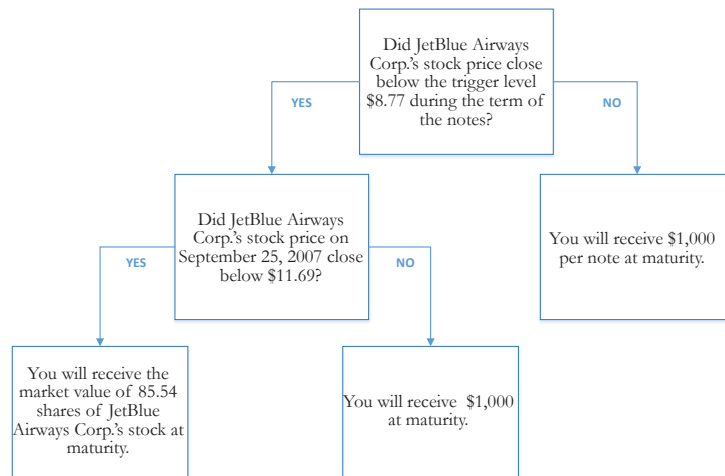 Did JetBlue Airways
Corp.'s stock price close
below the trigger level
$8.77 during the term of
the notes?
YES
NO
Did JetBlue Airways
Corp.'s stock price on
September 25, 2007 close
below $11.69?
You will receive $1,000
per note at maturity.
YES
NO
You will receive the
market value of 85.54
shares of JetBlue
Airways Corp.'s stock at
maturity.
You will receive $1,000
at maturity.